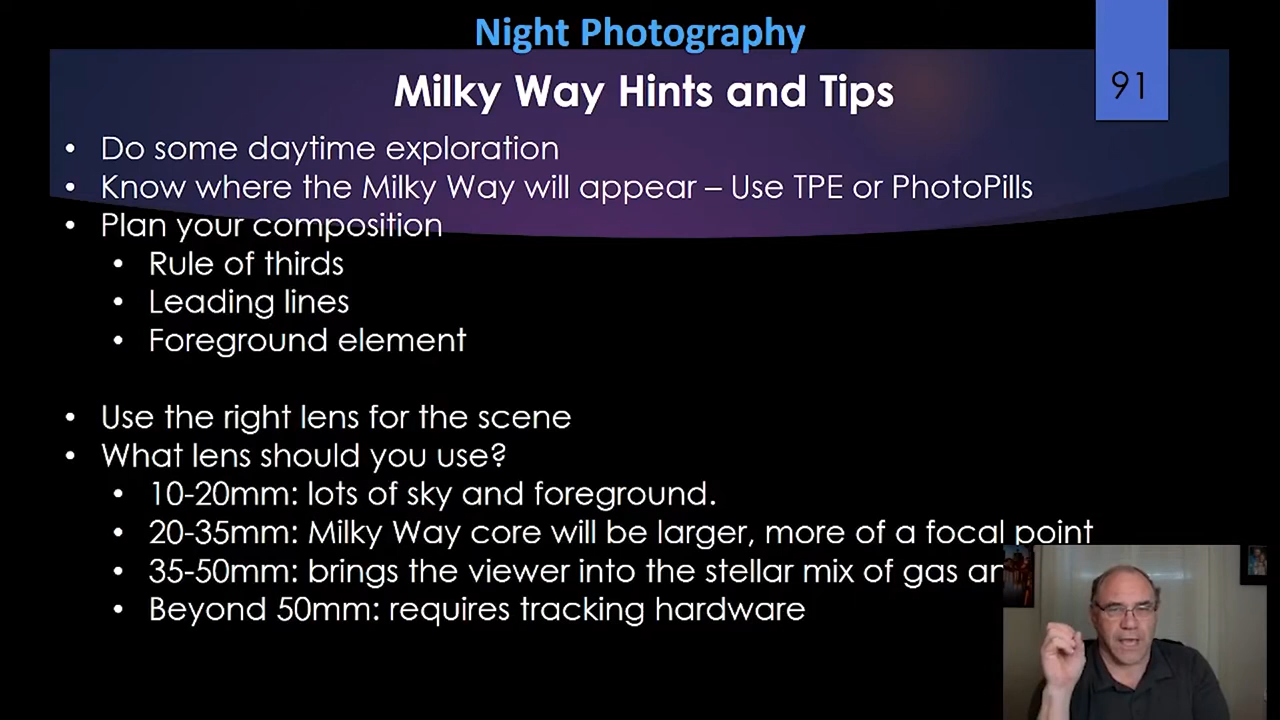 Night Photography
Milky Way Hints and Tips
91
• Do some daytime exploration
• Know where the Milky Way will appear – Use TPE or PhotoPills
• Plan your composition
• Rule of thirds
• Leading lines
• Foreground element
• Use the right lens for the scene
• What lens should you use?
• 10-20mm: lots of sky and foreground.
• 20-35mm: Milky Way core will be larger, more of a focal point
• 35-50mm: brings the viewer into the stellar mix of gas
• Beyond 50mm: requires tracking hardware